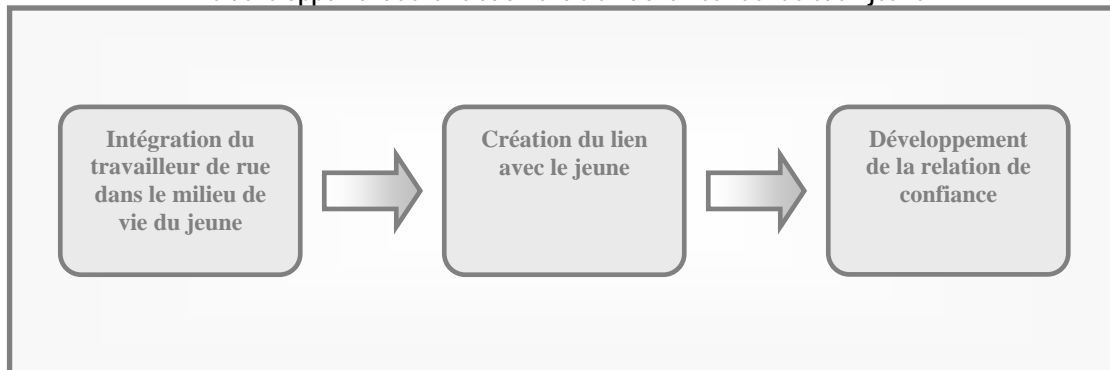 Intégration du
travailleur de rue
dans le milieu de
vie du jeune
Création du lien
avec le jeune
Développement
de la relation de
confiance